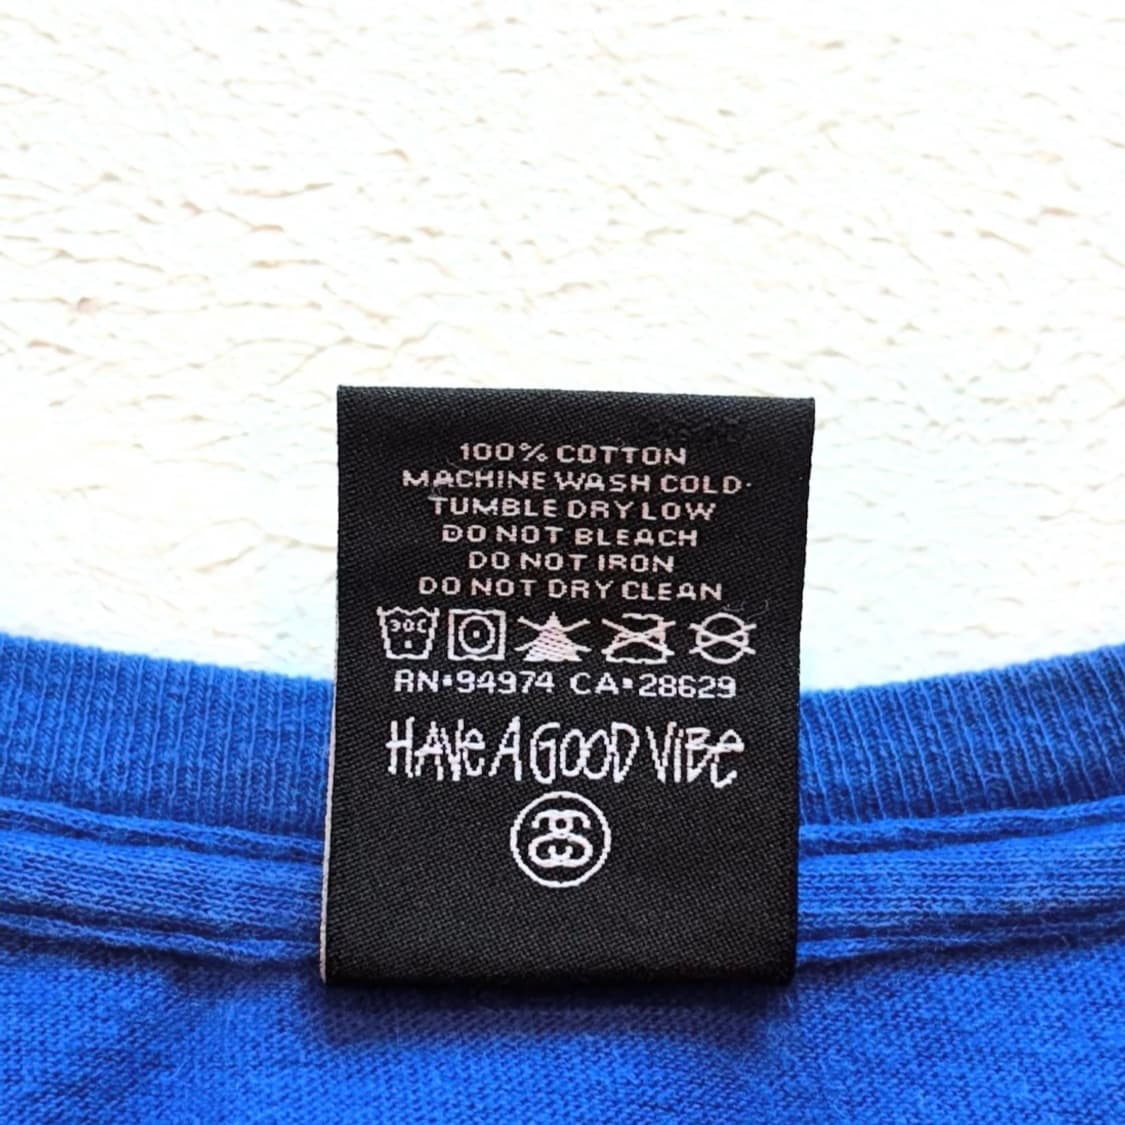 100% COTTON
MACHINE WASH COLD·
TUMBLE DRY LOW
DO NOT BLEACH
DO NOT IRON
DO NOT DRY CLEAN
30C
RN•94974 CA•28629
HAVE A GOOD VIBE